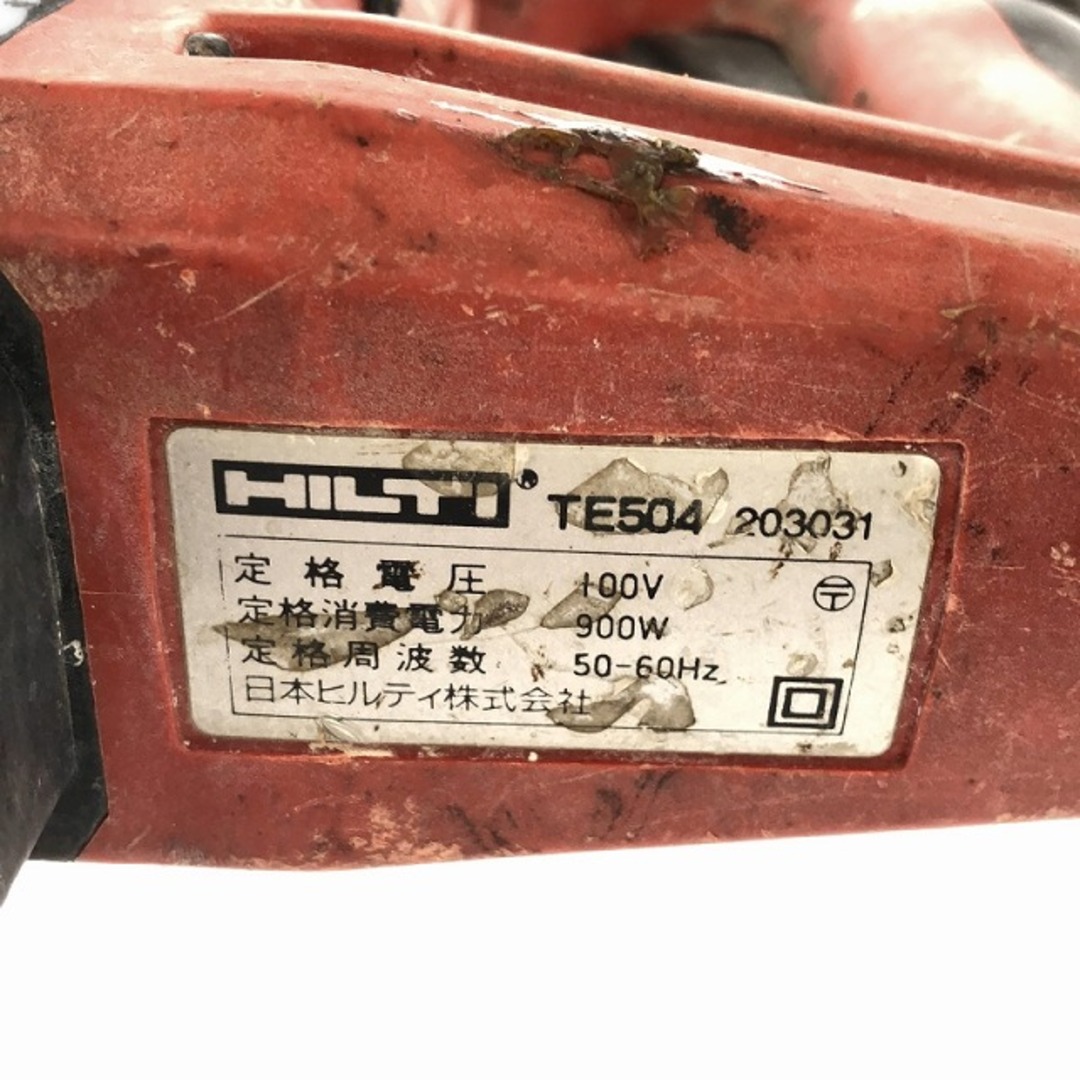 HILTI TE504 203031
定格電圧 100V
定格消費電力 900W
定格周波数 50-60Hz
日本ヒルティ株式会社